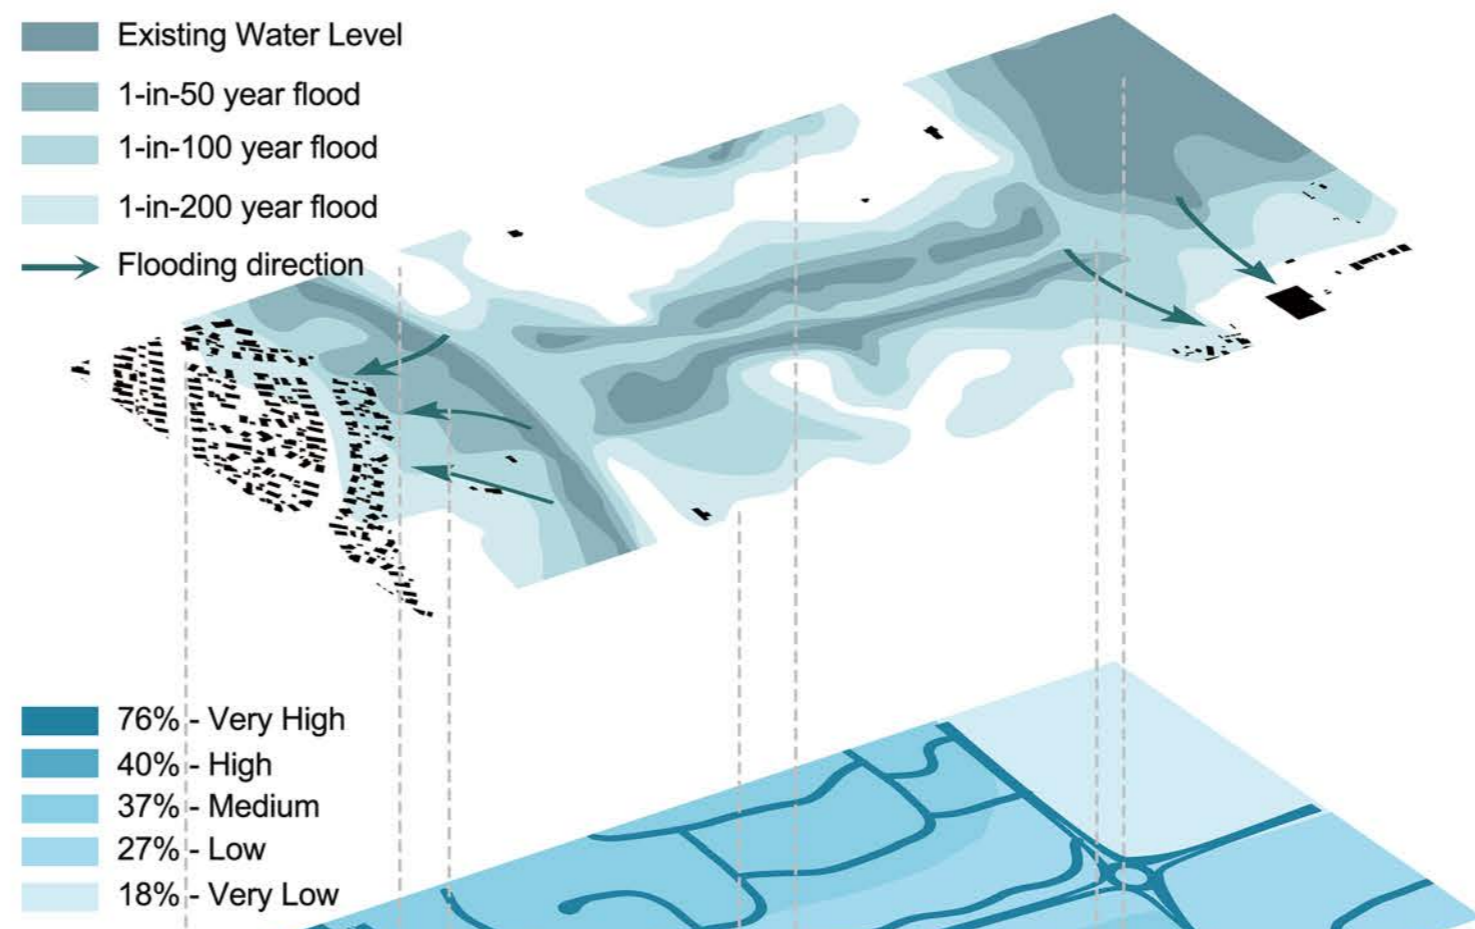 Existing Water Level
1-in-50 year flood
1-in-100 year flood
1-in-200 year flood
Flooding direction
76% - Very High
40% - High
37% - Medium
27% - Low
18% - Very Low